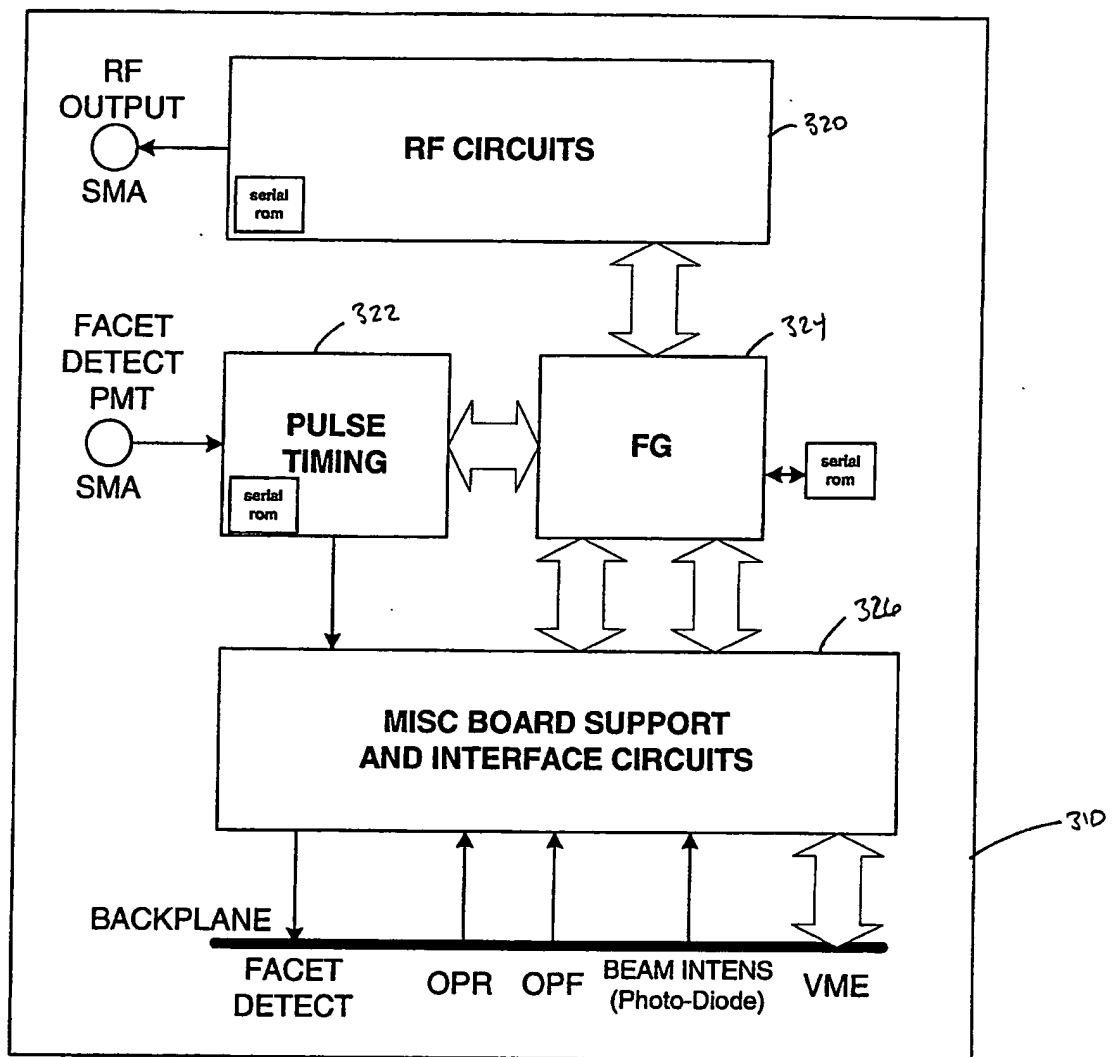 RF
OUTPUT
SMA
RF CIRCUITS
serial
rom
320
FACET
DETECT
PMT
SMA
322
PULSE
TIMING
serial
rom
324
FG
serial
rom
326
MISC BOARD SUPPORT
AND INTERFACE CIRCUITS
310
BACKPLANE
FACET
DETECT
OPR
OPF
BEAM INTENS
(Photo-Diode)
VME